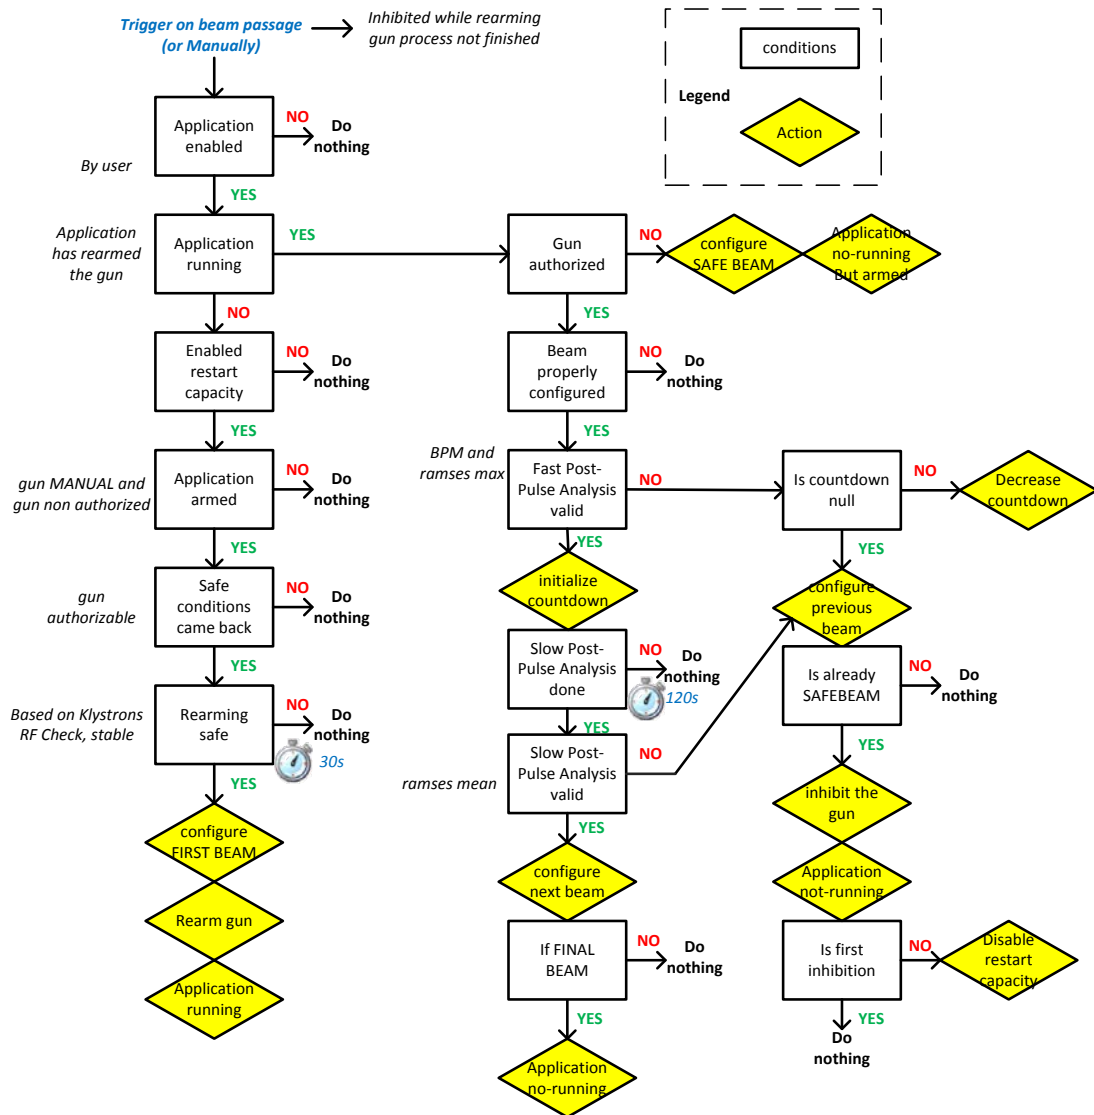 Trigger on beam passage
(or Manually)
Inhibited while rearming
gun process not finished
Legend
conditions
Action
Application
enabled
NO
Do
nothing
By user
YES
Application
has rearmed
the gun
Application
running
YES
NO
Gun
authorized
NO
configure
SAFE BEAM
Application
no-running
But armed
YES
Enabled
restart
capacity
NO
Do
nothing
YES
Beam
properly
configured
NO
Do
nothing
YES
gun MANUAL and
gun non authorized
Application
armed
NO
Do
nothing
YES
BPM and
ramses max
Fast Post-
Pulse Analysis
valid
NO
YES
Is countdown
null
NO
Decrease
countdown
YES
gun
authorizable
Safe
conditions
came back
NO
Do
nothing
YES
initialize
countdown
configure
previous
beam
Slow Post-
Pulse Analysis
done
NO
Do
nothing
120s
YES
Is already
SAFEBEAM
NO
Do
nothing
YES
Based on Klystrons
RF Check, stable
Rearming
safe
NO
Do
nothing
30s
YES
ramses mean
Slow Post-
Pulse Analysis
valid
NO
YES
inhibit the
gun
configure
FIRST BEAM
Rearm gun
Application
running
configure
next beam
Application
not-running
If FINAL
BEAM
NO
Do
nothing
YES
Application
no-running
Is first
inhibition
NO
Disable
restart
capacity
YES
Do
nothing